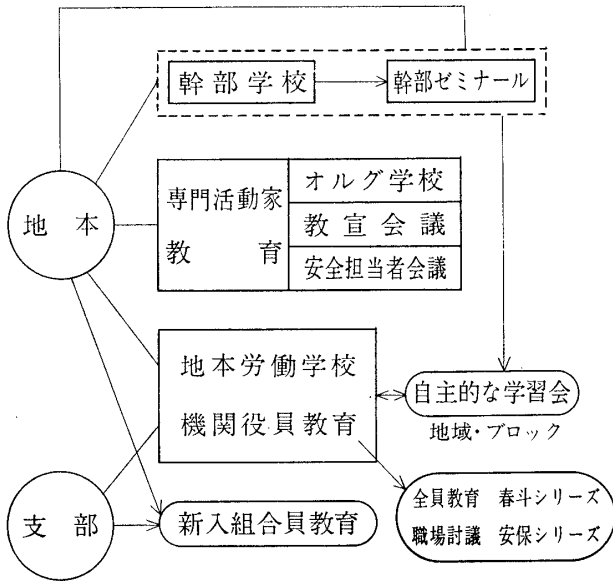 幹部学校
幹部ゼミナール
地本
専門活動家
教育
オルグ学校
教宣会議
安全担当者会議
地本労働学校
機関役員教育
自主的な学習会
地域・ブロック
支部
新入組合員教育
全員教育 春斗シリーズ
職場討議 安保シリーズ